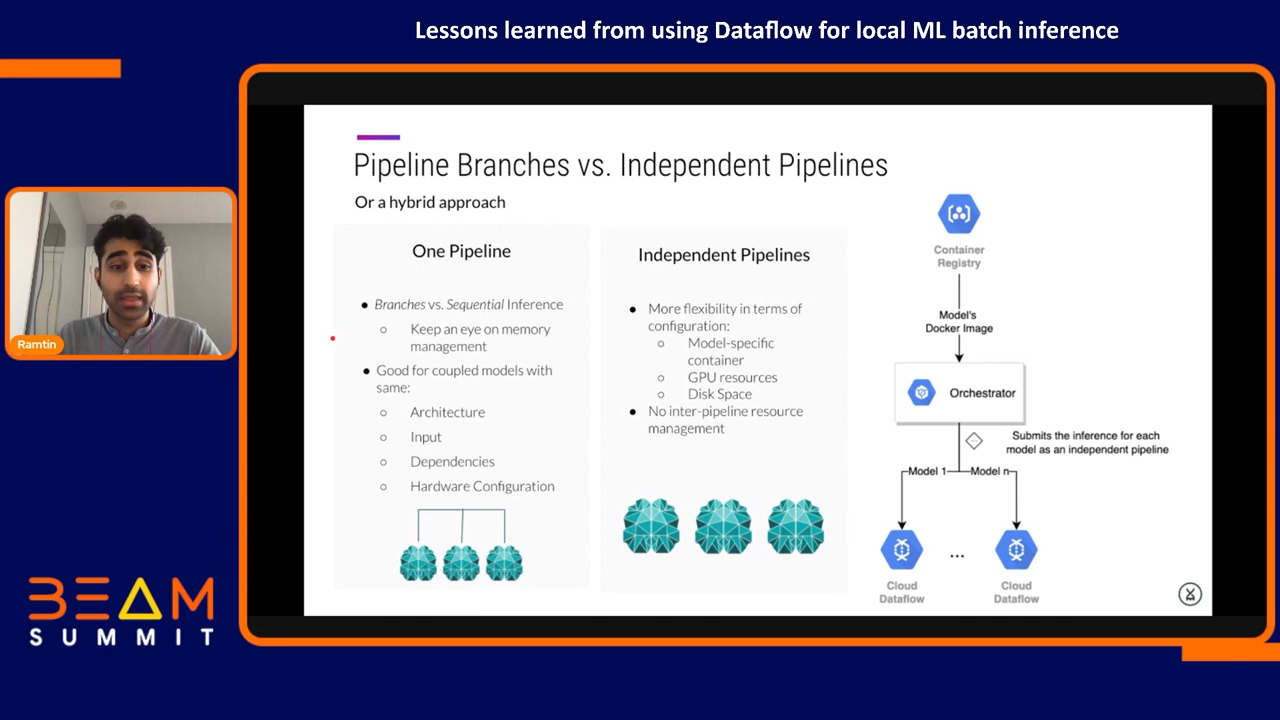 Lessons learned from using Dataflow for local ML batch inference
Ramtin
BEAM
SUMMIT
Pipeline Branches vs. Independent Pipelines
Or a hybrid approach
One Pipeline
Branches vs. Sequential Inference
Keep an eye on memory
management
Good for coupled models with
same:
Architecture
Input
Dependencies
Hardware Configuration
Independent Pipelines
More flexibility in terms of
configuration:
Model-specific
container
GPU resources
Disk Space
No inter-pipeline resource
management
Container
Registry
Model's
Docker Image
Orchestrator
Submits the inference for each
model as an independent pipeline
Model 1
Model n
...
Cloud
Dataflow
Cloud
Dataflow